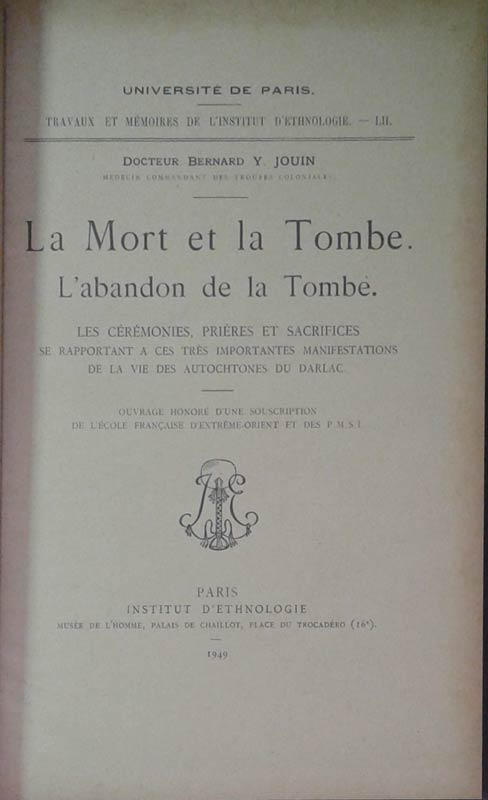 UNIVERSITÉ DE PARIS.
TRAVAUX ET MÉMOIRES DE L'INSTITUT D'ETHNOLOGIE. — LII.
DOCTEUR BERNARD Y. JOUIN
MÉDECIN COMMANDANT DES TROUPES COLONIALES
La Mort et la Tombe.
L'abandon de la Tombe.
LES CÉRÉMONIES, PRIÈRES ET SACRIFICES
SE RAPPORTANT A CES TRÈS IMPORTANTES MANIFESTATIONS
DE LA VIE DES AUTOCHTONES DU DARLAC
OUVRAGE HONORÉ D'UNE SOUSCRIPTION
DE L'ÉCOLE FRANÇAISE D'EXTRÊME-ORIENT ET DES P.M.S.I.
IE
PARIS
INSTITUT D'ETHNOLOGIE
MUSÉE DE L'HOMME, PALAIS DE CHAILLOT, PLACE DU TROCADÉRO (16ᵉ).
1949